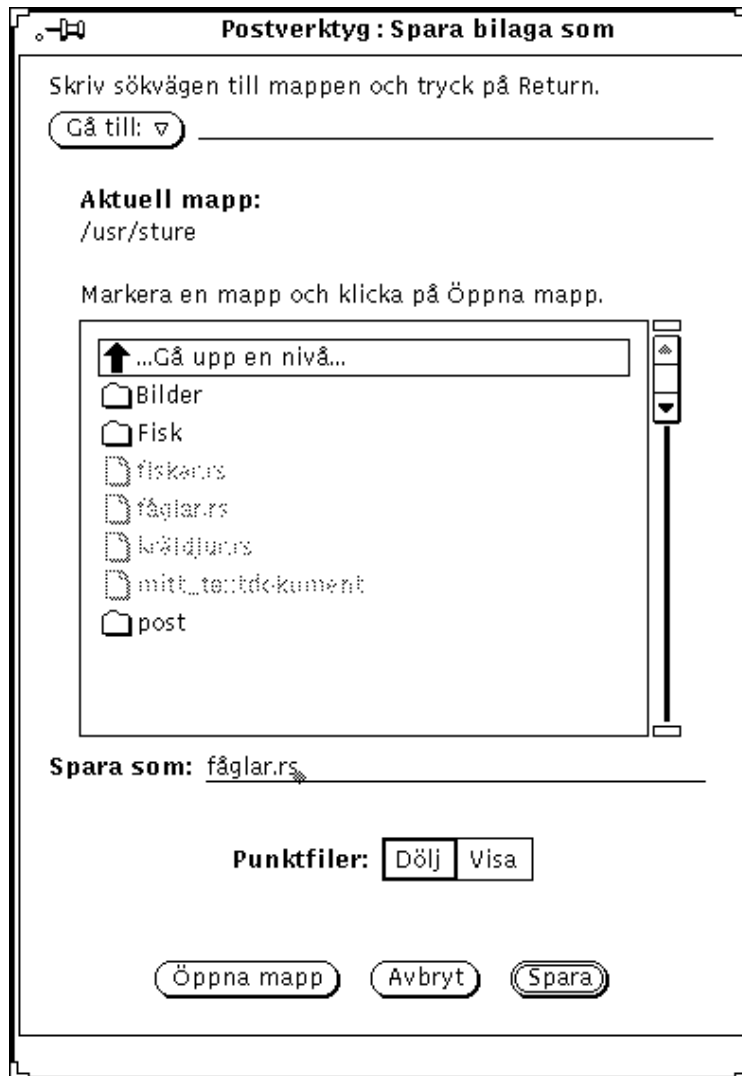 Postverktyg : Spara bilaga som
Skriv sökvägen till mappen och tryck på Return.
Gå till:
Aktuell mapp:
/usr/sture
Markera en mapp och klicka på Öppna mapp.
...Gå upp en nivå...
Bilder
Fisk
fiskar.rs
fåglar.rs
kräldjur.rs
mitt_textdokument
post
Spara som: fåglar.rs
Punktfiler: Dölj Visa
Öppna mapp Avbryt Spara